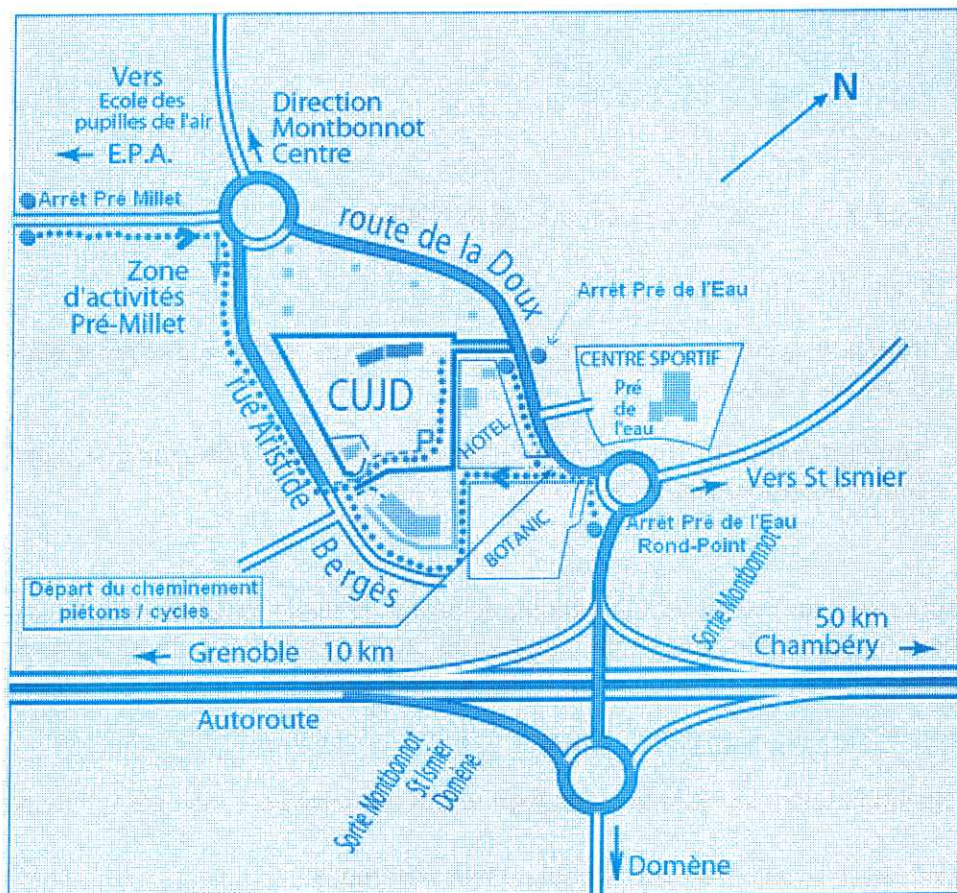 Vers
Ecole des
pupilles de l'air
E.P.A.
Direction
Montbonnot
Centre
N
Arrêt Pré Millet
route de la Doux
Zone
d'activités
Pré-Millet
Arrêt Pré de l'Eau
CENTRE SPORTIF
Pré
de
l'eau
CUJD
P
HOTEL
rue Aristide
Bergès
Vers St Ismier
BOTANIC
Arrêt Pré de l'Eau
Rond-Point
Départ du cheminement
piétons / cycles
Sortie Montbonnot
Grenoble 10 km
50 km
Chambéry
Autoroute
Sortie Montbonnot
St Ismier
Domène
Domène